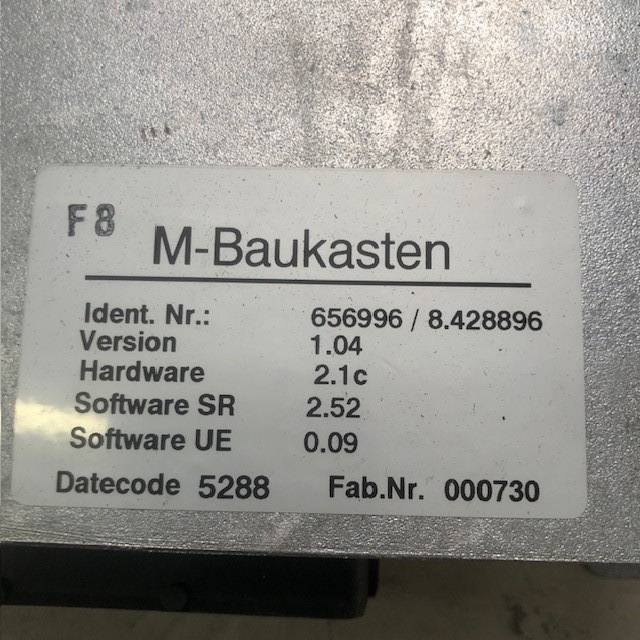 F8
M-Baukasten
Ident. Nr.: 656996 / 8.428896
Version 1.04
Hardware 2.1c
Software SR 2.52
Software UE 0.09
Datecode 5288 Fab.Nr. 000730